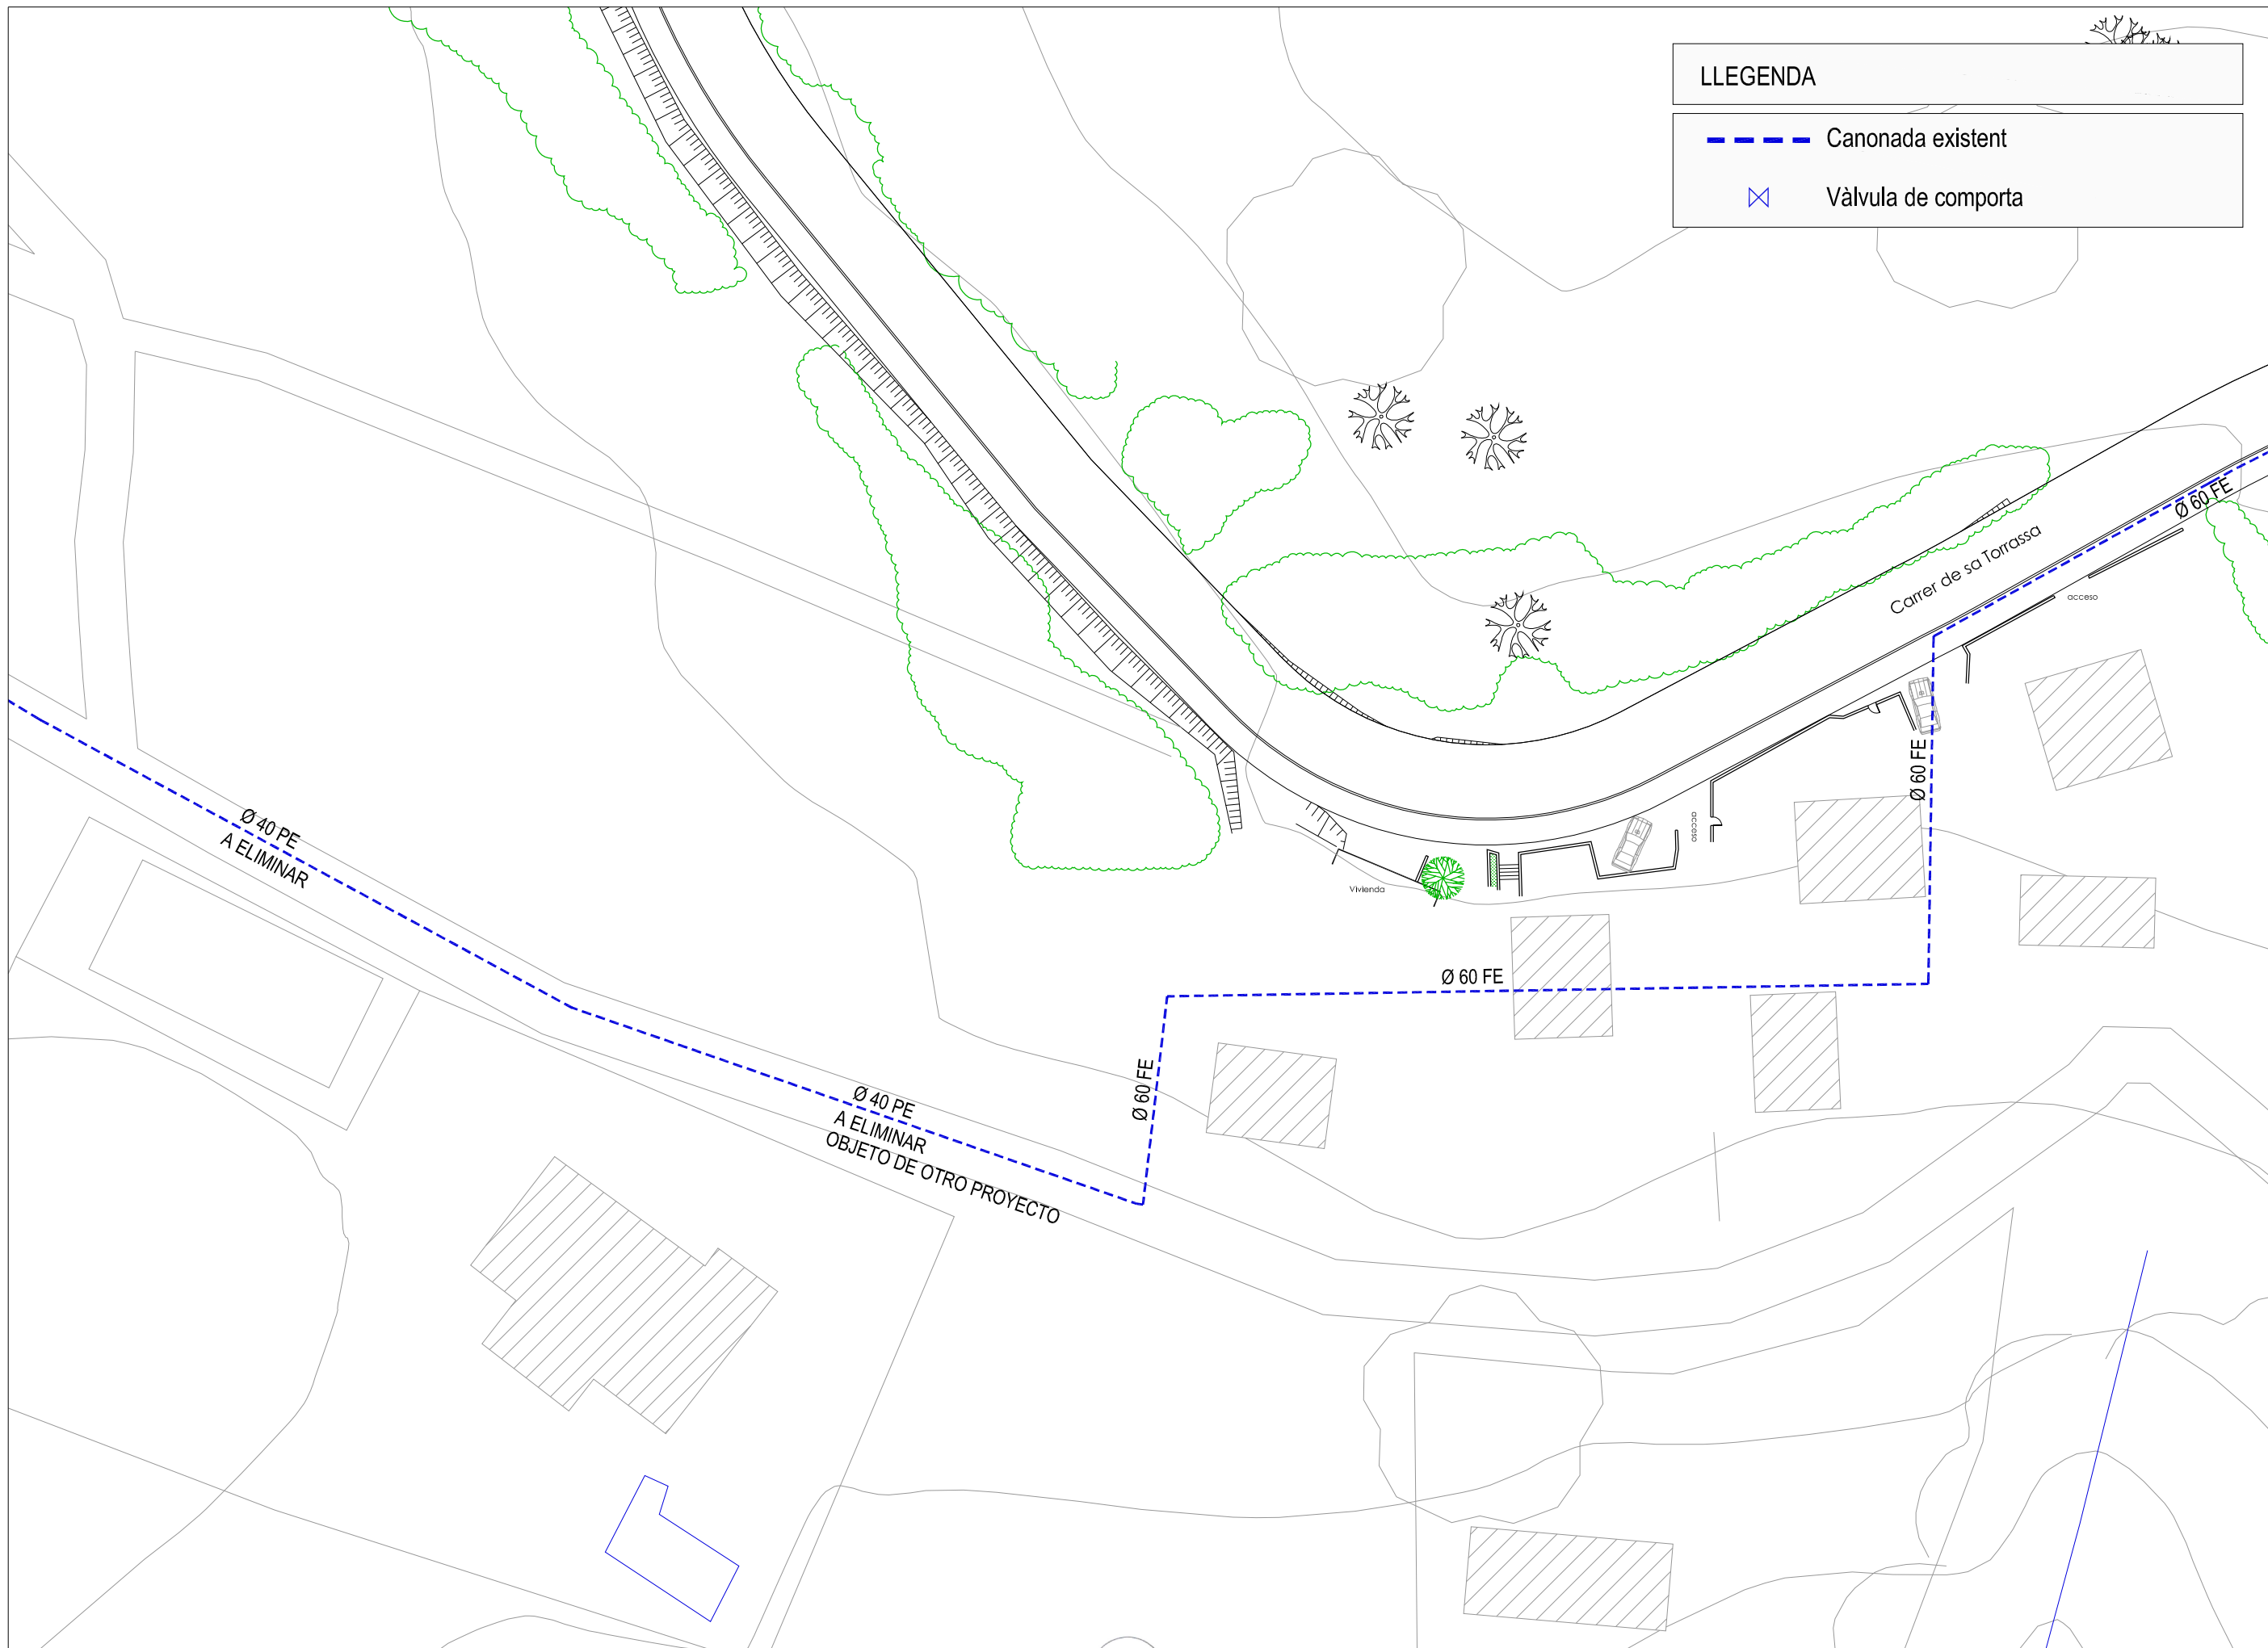 LLEGENDA
Canonada existent
Vàlvula de comporta
Ø 60 FE
Carrer de sa Torrassa
acceso
Ø 60 FE
acceso
Vivienda
Ø 40 PE
A ELIMINAR
Ø 60 FE
Ø 60 FE
Ø 40 PE
A ELIMINAR
OBJETO DE OTRO PROYECTO